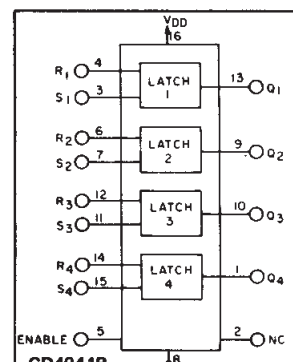 VDD
16
R1 4
S1 3
LATCH
1
13 Q1
R2 6
S2 7
LATCH
2
9 Q2
R3 12
S3 11
LATCH
3
10 Q3
R4 14
S4 15
LATCH
4
1 Q4
ENABLE 5
2 NC
8